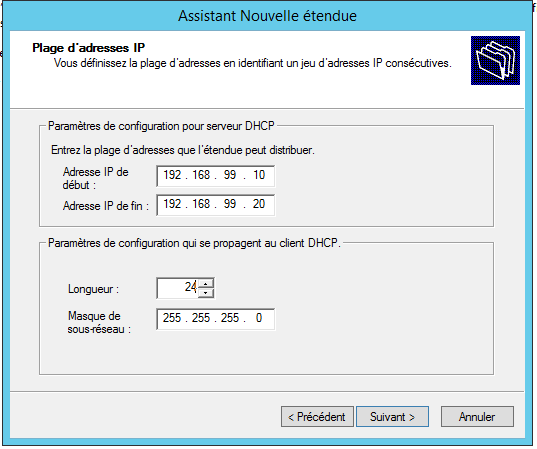 Assistant Nouvelle étendue
Plage d'adresses IP
Vous définissez la plage d'adresses en identifiant un jeu d'adresses IP consécutives.
Paramètres de configuration pour serveur DHCP
Entrez la plage d'adresses que l'étendue peut distribuer.
Adresse IP de
début :
192 . 168 . 99 . 10
Adresse IP de fin :
192 . 168 . 99 . 20
Paramètres de configuration qui se propagent au client DHCP.
Longueur :
24
Masque de
sous-réseau :
255 . 255 . 255 . 0
< Précédent
Suivant >
Annuler